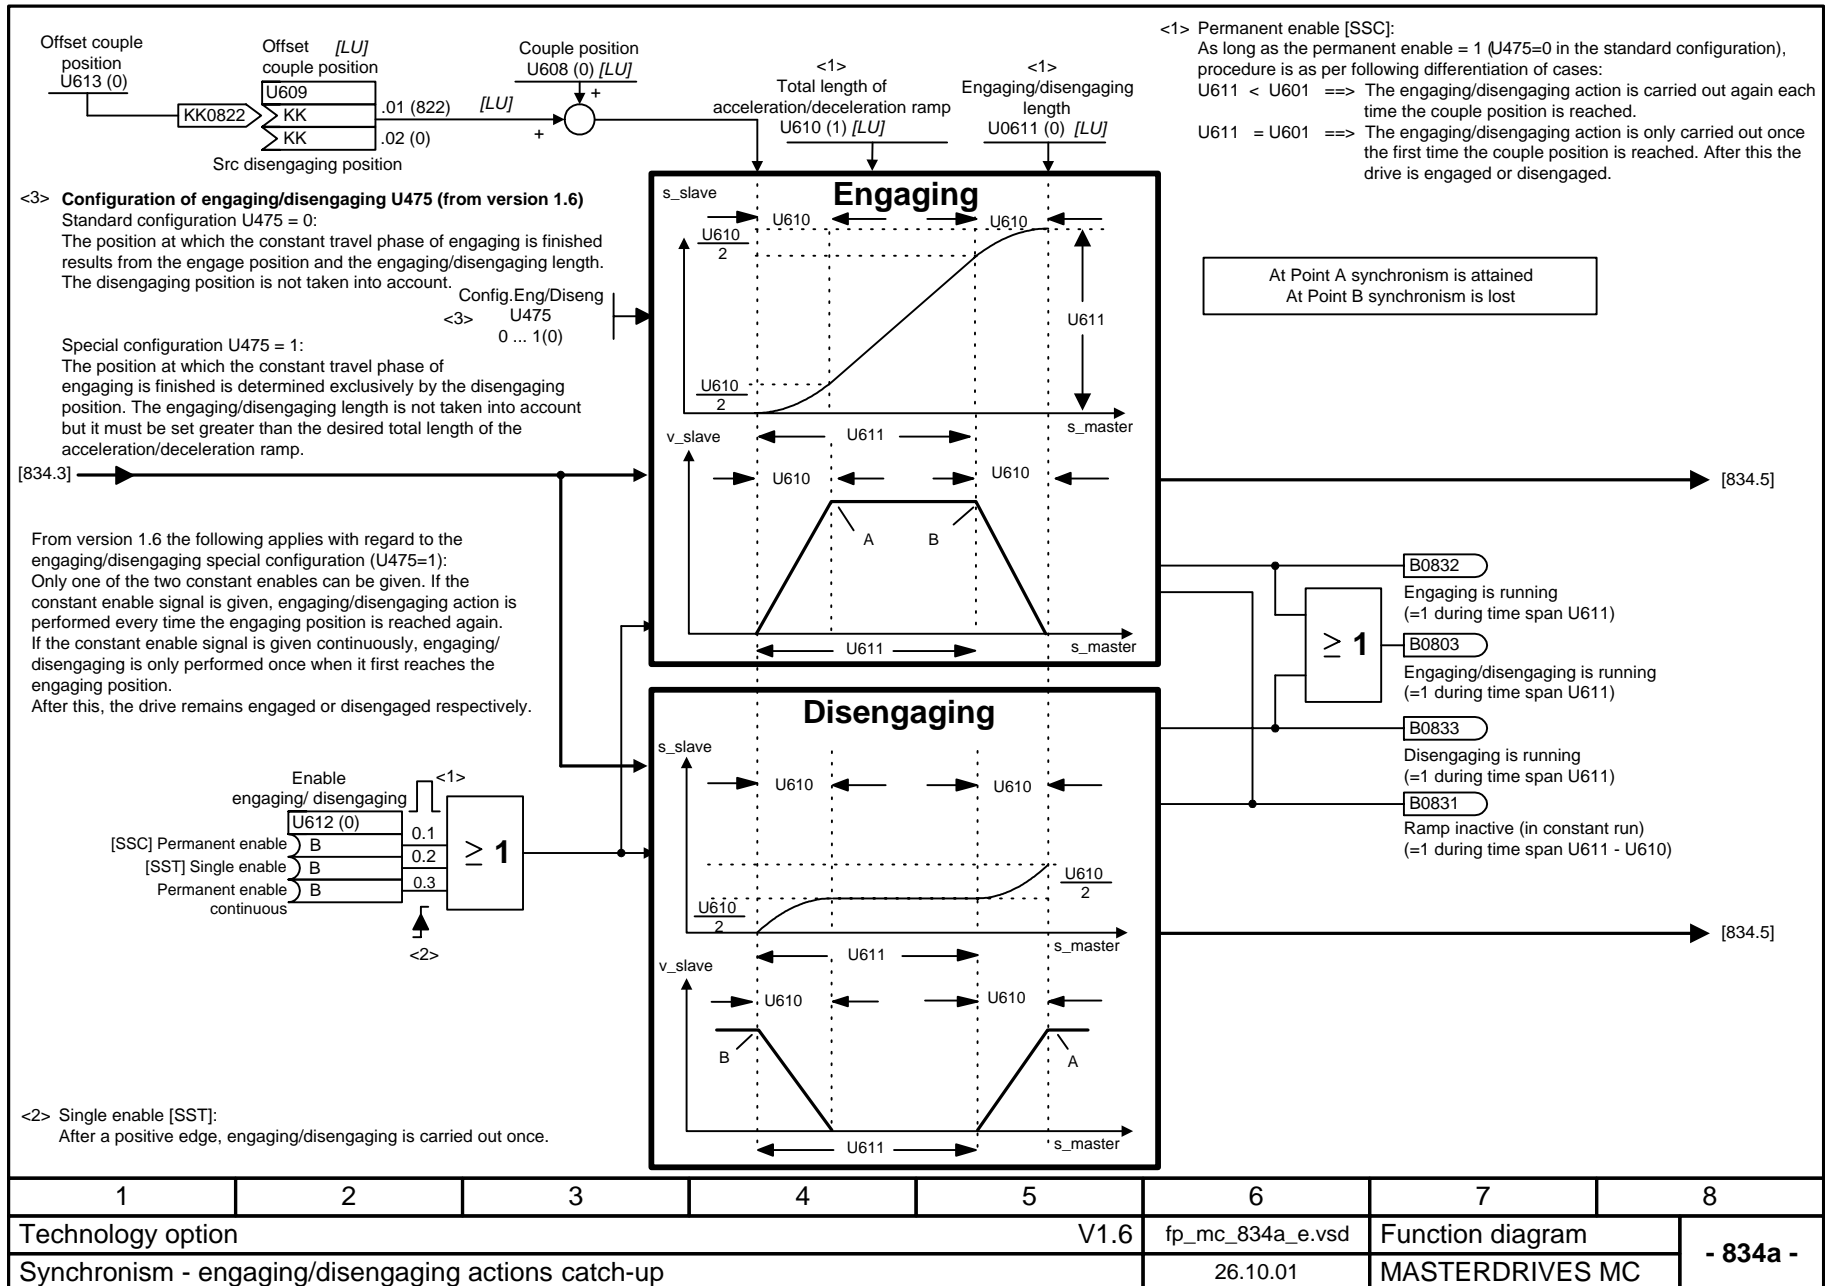 Offset couple
position
U613 (0)
KK0822
Offset [LU]
couple position
U609
KK
.01 (822)
KK
.02 (0)
Src disengaging position
[LU]
Couple position
U608 (0) [LU]
+
+
<1>
Total length of
acceleration/deceleration ramp
U610 (1) [LU]
<1>
Engaging/disengaging
length
U0611 (0) [LU]
<1> Permanent enable [SSC]:
As long as the permanent enable = 1 (U475=0 in the standard configuration),
procedure is as per following differentiation of cases:
U611 < U601 ==> The engaging/disengaging action is carried out again each
time the couple position is reached.
U611 = U601 ==> The engaging/disengaging action is only carried out once
the first time the couple position is reached. After this the
drive is engaged or disengaged.
<3> Configuration of engaging/disengaging U475 (from version 1.6)
Standard configuration U475 = 0:
The position at which the constant travel phase of engaging is finished
results from the engage position and the engaging/disengaging length.
The disengaging position is not taken into account.
Config.Eng/Diseng
<3> U475
0 ... 1(0)
Special configuration U475 = 1:
The position at which the constant travel phase of
engaging is finished is determined exclusively by the disengaging
position. The engaging/disengaging length is not taken into account
but it must be set greater than the desired total length of the
acceleration/deceleration ramp.
[834.3]
Engaging
s_slave
U610
U610
U610
2
U611
U610
2
s_master
v_slave
U611
U610
U610
A
B
U611
s_master
At Point A synchronism is attained
At Point B synchronism is lost
[834.5]
From version 1.6 the following applies with regard to the
engaging/disengaging special configuration (U475=1):
Only one of the two constant enables can be given. If the
constant enable signal is given, engaging/disengaging action is
performed every time the engaging position is reached again.
If the constant enable signal is given continuously, engaging/
disengaging is only performed once when it first reaches the
engaging position.
After this, the drive remains engaged or disengaged respectively.
B0832
Engaging is running
(=1 during time span U611)
≥ 1
B0803
Engaging/disengaging is running
(=1 during time span U611)
B0833
Disengaging is running
(=1 during time span U611)
B0831
Ramp inactive (in constant run)
(=1 during time span U611 - U610)
Enable
engaging/ disengaging
<1>
U612 (0)
[SSC] Permanent enable
B
0.1
[SST] Single enable
B
0.2
Permanent enable
continuous
B
0.3
≥ 1
<2>
Disengaging
s_slave
U610
U610
U610
2
U610
2
s_master
U611
v_slave
U610
U610
B
A
U611
s_master
[834.5]
<2> Single enable [SST]:
After a positive edge, engaging/disengaging is carried out once.
1 2 3 4 5 6 7 8
Technology option V1.6 fp_mc_834a_e.vsd Function diagram
- 834a -
Synchronism - engaging/disengaging actions catch-up 26.10.01 MASTERDRIVES MC